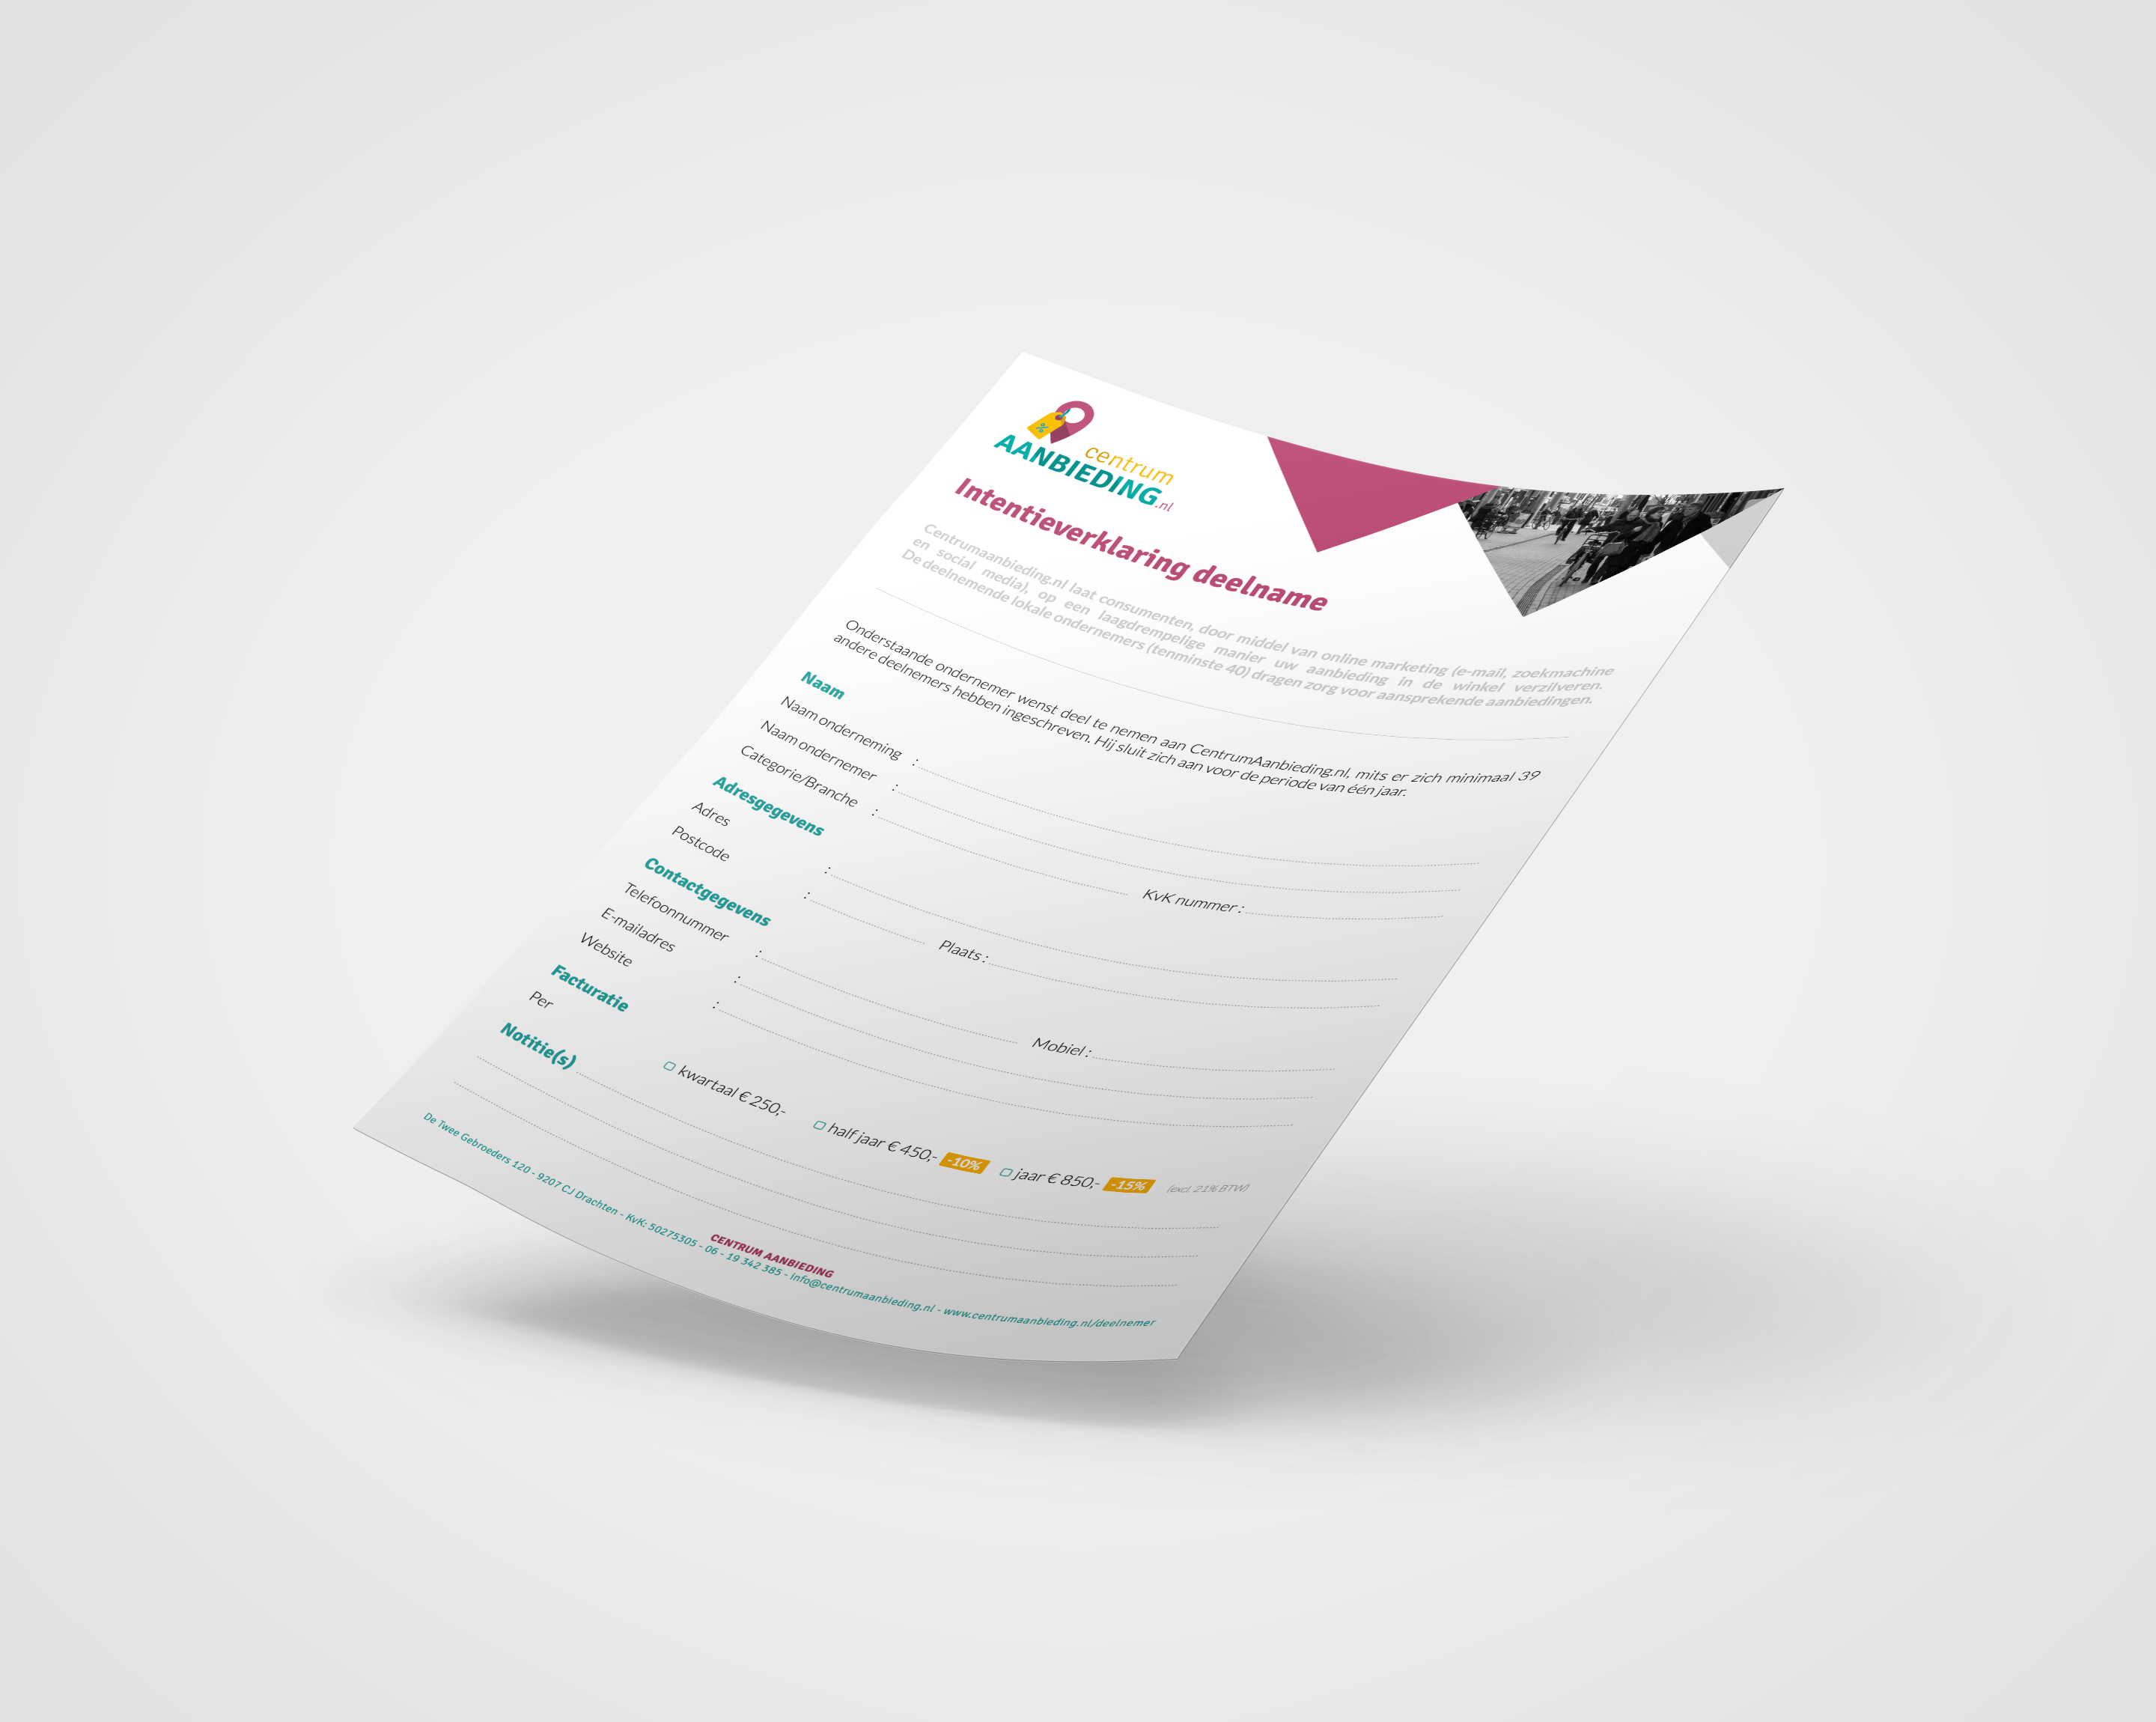 centrum
AANBIEDING.nl
Intentieverklaring deelname
Centrumaanbieding.nl laat consumenten, door middel van online marketing (e-mail, zoekmachine
en social media), op een laagdrempelige manier uw aanbieding in de winkel verzilveren.
De deelnemende lokale ondernemers (tenminste 40) dragen zorg voor aansprekende aanbiedingen.
Onderstaande ondernemer wenst deel te nemen aan CentrumAanbieding.nl, mits er zich minimaal 39
andere deelnemers hebben ingeschreven. Hij sluit zich aan voor de periode van één jaar.
Naam
Naam onderneming :
Naam ondernemer :
Categorie/Branche : KvK nummer :
Adresgegevens
Adres :
Postcode : Plaats :
Contactgegevens
Telefoonnummer : Mobiel :
E-mailadres :
Website :
Facturatie
Per kwartaal € 250,- half jaar € 450,- -10% jaar € 850,- -15% (excl. 21% BTW)
Notitie(s)
CENTRUM AANBIEDING
De Twee Gebroeders 120 - 9207 CJ Drachten - KvK: 50275305 - 06 - 19 342 385 - info@centrumaanbieding.nl - www.centrumaanbieding.nl/deelnemer